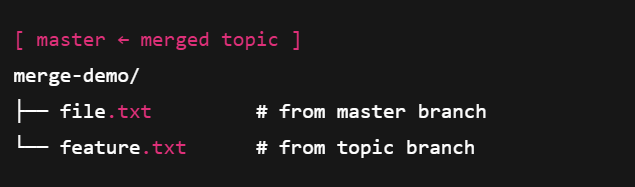 [ master ← merged topic ]
merge-demo/
├── file.txt         # from master branch
└── feature.txt      # from topic branch